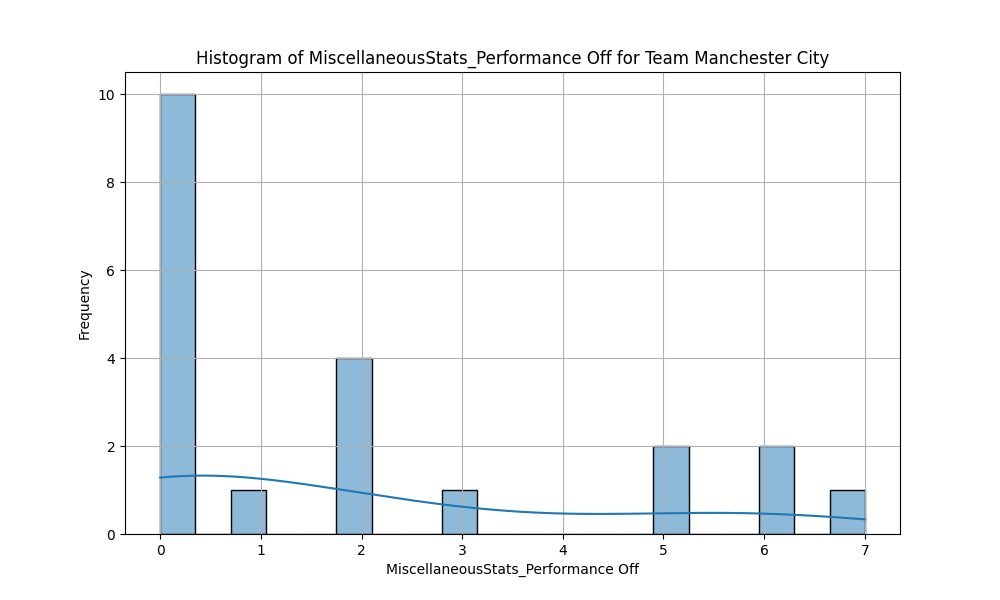 Histogram of MiscellaneousStats_Performance Off for Team Manchester City
10
8
6
4
2
0
Frequency
0 1 2 3 4 5 6 7
MiscellaneousStats_Performance Off